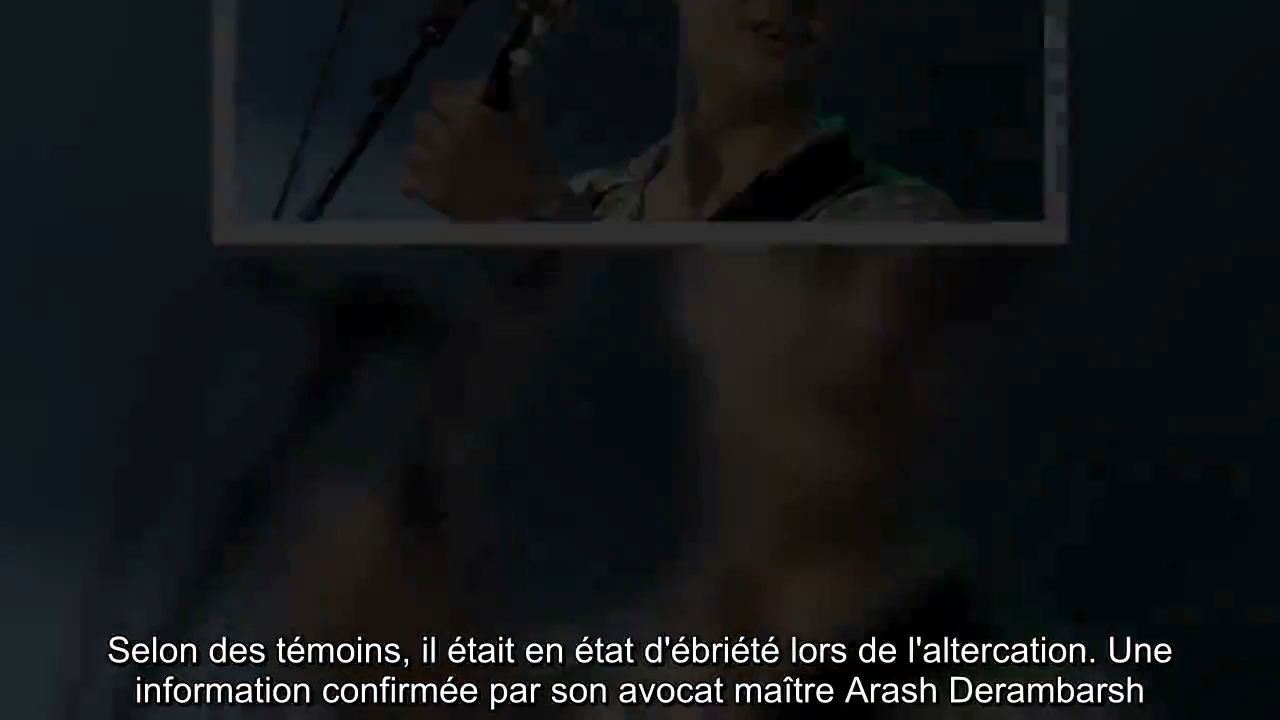 Selon des témoins, il était en état d'ébriété lors de l'altercation. Une
information confirmée par son avocat maître Arash Derambarsh